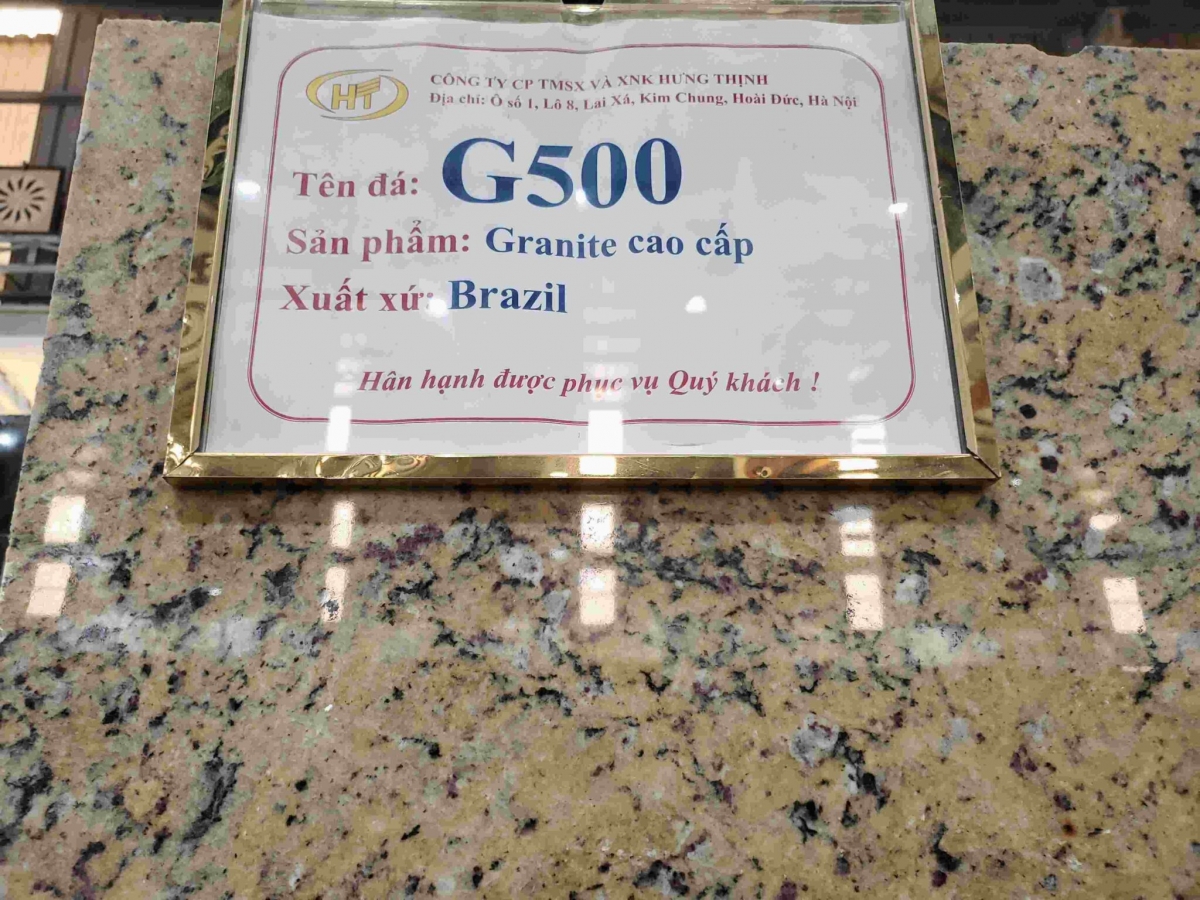 HT
CÔNG TY CP TMSX VÀ XNK HƯNG THỊNH
Địa chỉ: Ô số 1, Lô 8, Lai Xá, Kim Chung, Hoài Đức, Hà Nội
Tên đá: G500
Sản phẩm: Granite cao cấp
Xuất xứ: Brazil
Hân hạnh được phục vụ Quý khách !